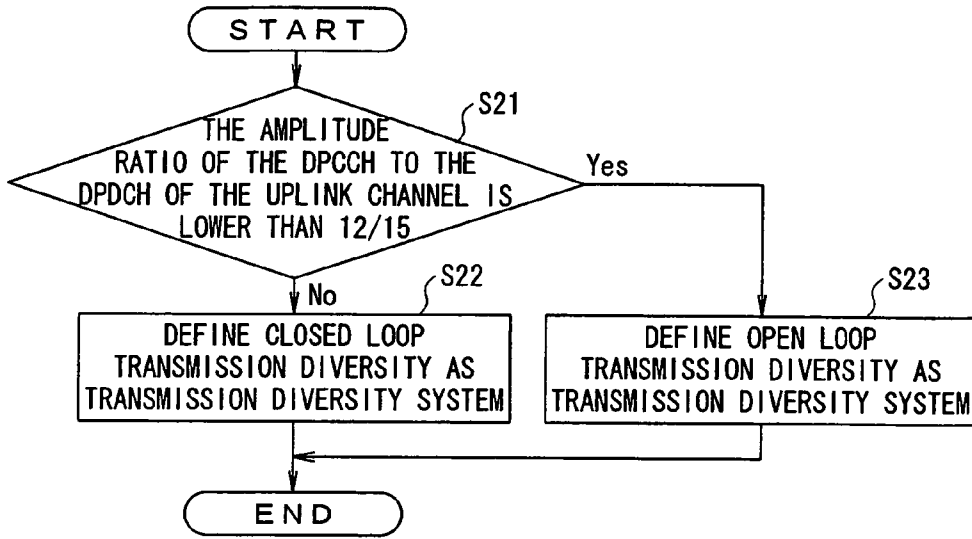 START
S21
THE AMPLITUDE
RATIO OF THE DPCCH TO THE
DPDCH OF THE UPLINK CHANNEL IS
LOWER THAN 12/15
Yes
No
S22
DEFINE CLOSED LOOP
TRANSMISSION DIVERSITY AS
TRANSMISSION DIVERSITY SYSTEM
S23
DEFINE OPEN LOOP
TRANSMISSION DIVERSITY AS
TRANSMISSION DIVERSITY SYSTEM
END